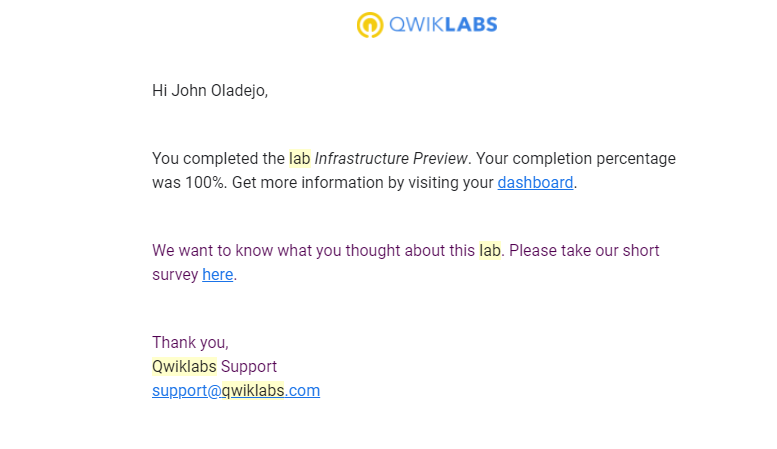 QWIKLABS
Hi John Oladejo,
You completed the lab Infrastructure Preview. Your completion percentage
was 100%. Get more information by visiting your dashboard.
We want to know what you thought about this lab. Please take our short
survey here.
Thank you,
Qwiklabs Support
support@qwiklabs.com